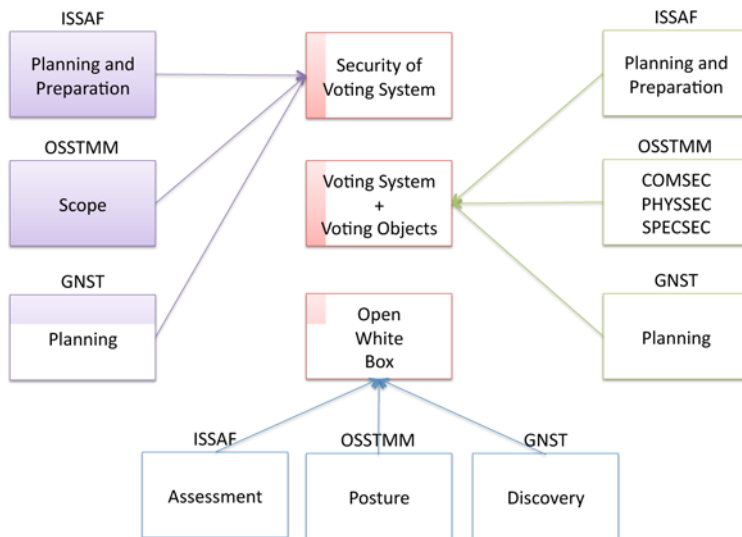 ISSAF
Planning and
Preparation
OSSTMM
Scope
GNST
Planning
Security of
Voting System
Voting System
+
Voting Objects
Open
White
Box
ISSAF
Planning and
Preparation
OSSTMM
COMSEC
PHYSSEC
SPECSEC
GNST
Planning
ISSAF
Assessment
OSSTMM
Posture
GNST
Discovery